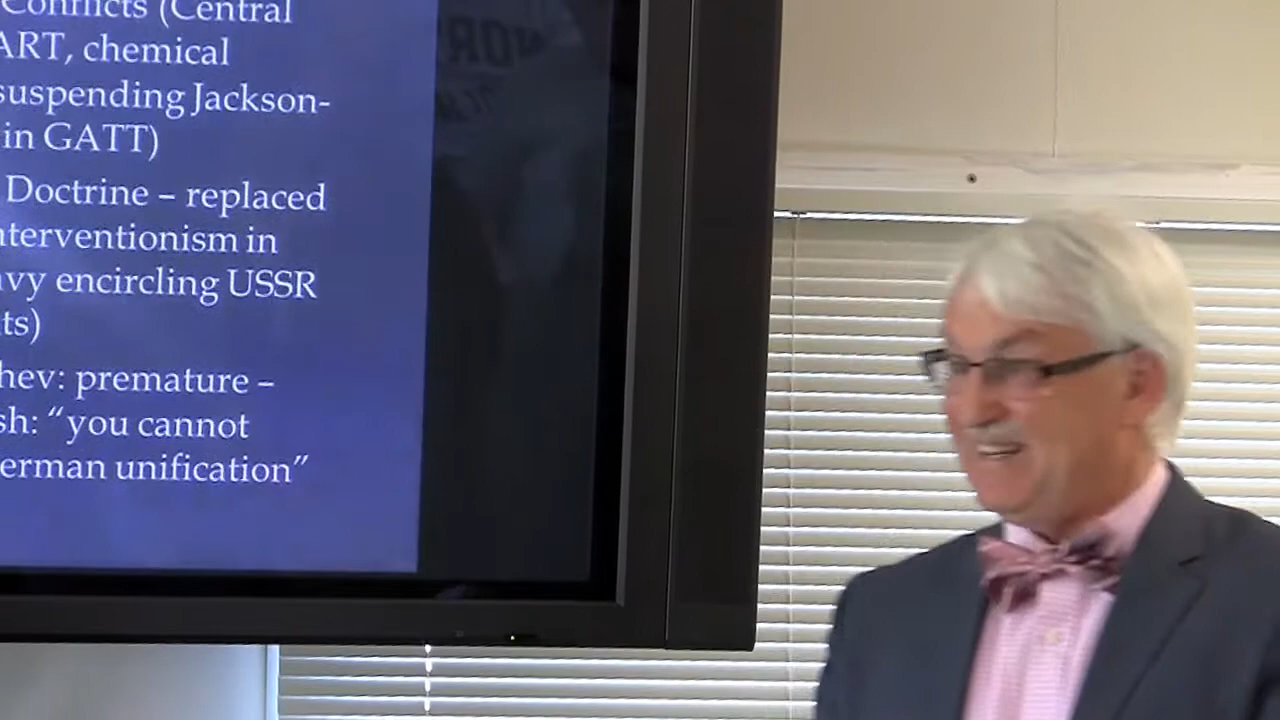 Conflicts (Central
ART, chemical
suspending Jackson-
in GATT)
Doctrine – replaced
nterventionism in
avy encircling USSR
ts)
hev: premature –
sh: “you cannot
erman unification”